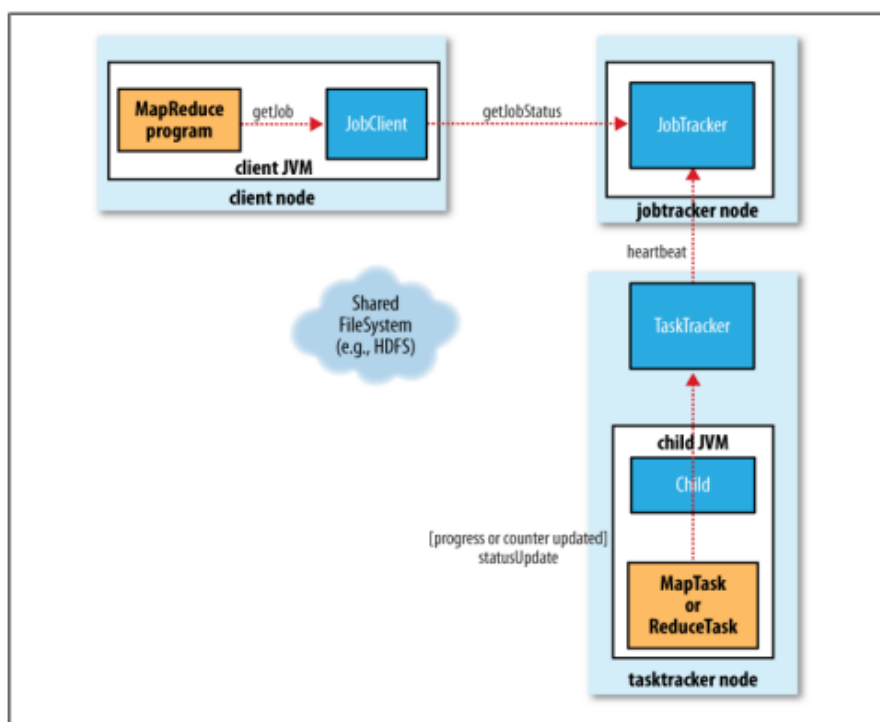 MapReduce
program
getJob
JobClient
client JVM
client node
getJobStatus
JobTracker
jobtracker node
heartbeat
Shared
FileSystem
(e.g., HDFS)
TaskTracker
child JVM
Child
[progress or counter updated]
statusUpdate
MapTask
or
ReduceTask
tasktracker node